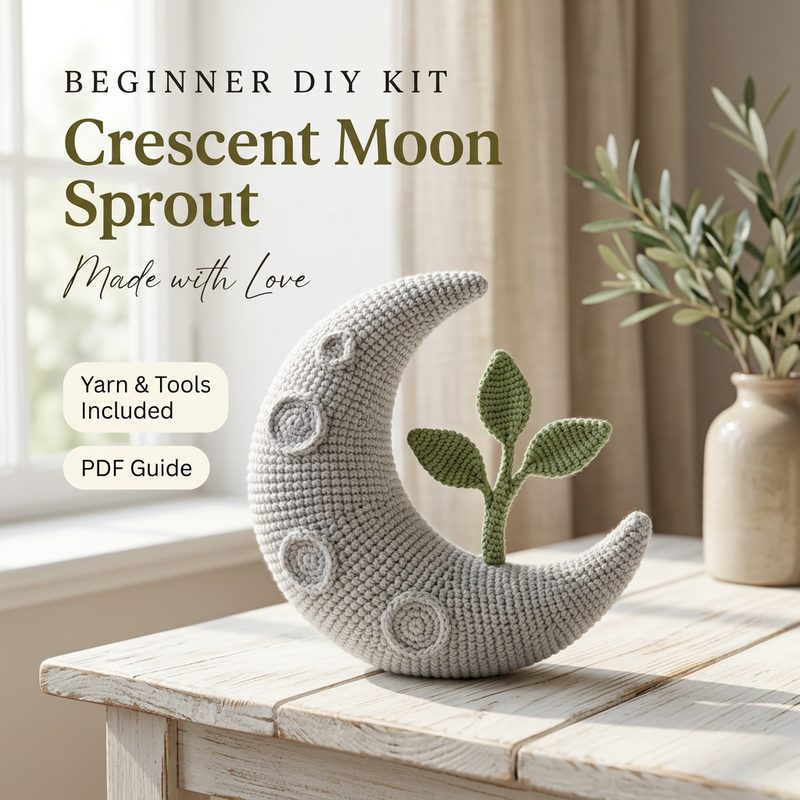 BEGINNER DIY KIT
Crescent Moon
Sprout
Made with Love
Yarn & Tools
Included
PDF Guide